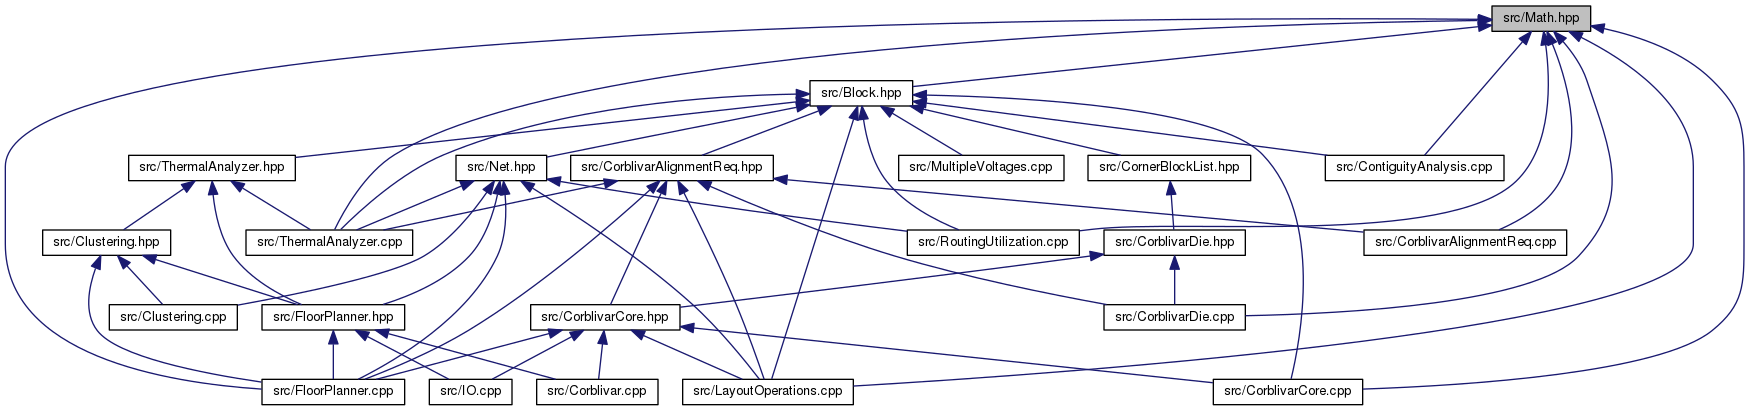 src/Math.hpp
src/Block.hpp
src/ThermalAnalyzer.hpp
src/Net.hpp
src/CorblivarAlignmentReq.hpp
src/MultipleVoltages.cpp
src/CornerBlockList.hpp
src/ContiguityAnalysis.cpp
src/Clustering.hpp
src/ThermalAnalyzer.cpp
src/RoutingUtilization.cpp
src/CorblivarDie.hpp
src/CorblivarAlignmentReq.cpp
src/Clustering.cpp
src/FloorPlanner.hpp
src/CorblivarCore.hpp
src/CorblivarDie.cpp
src/FloorPlanner.cpp
src/IO.cpp
src/Corblivar.cpp
src/LayoutOperations.cpp
src/CorblivarCore.cpp